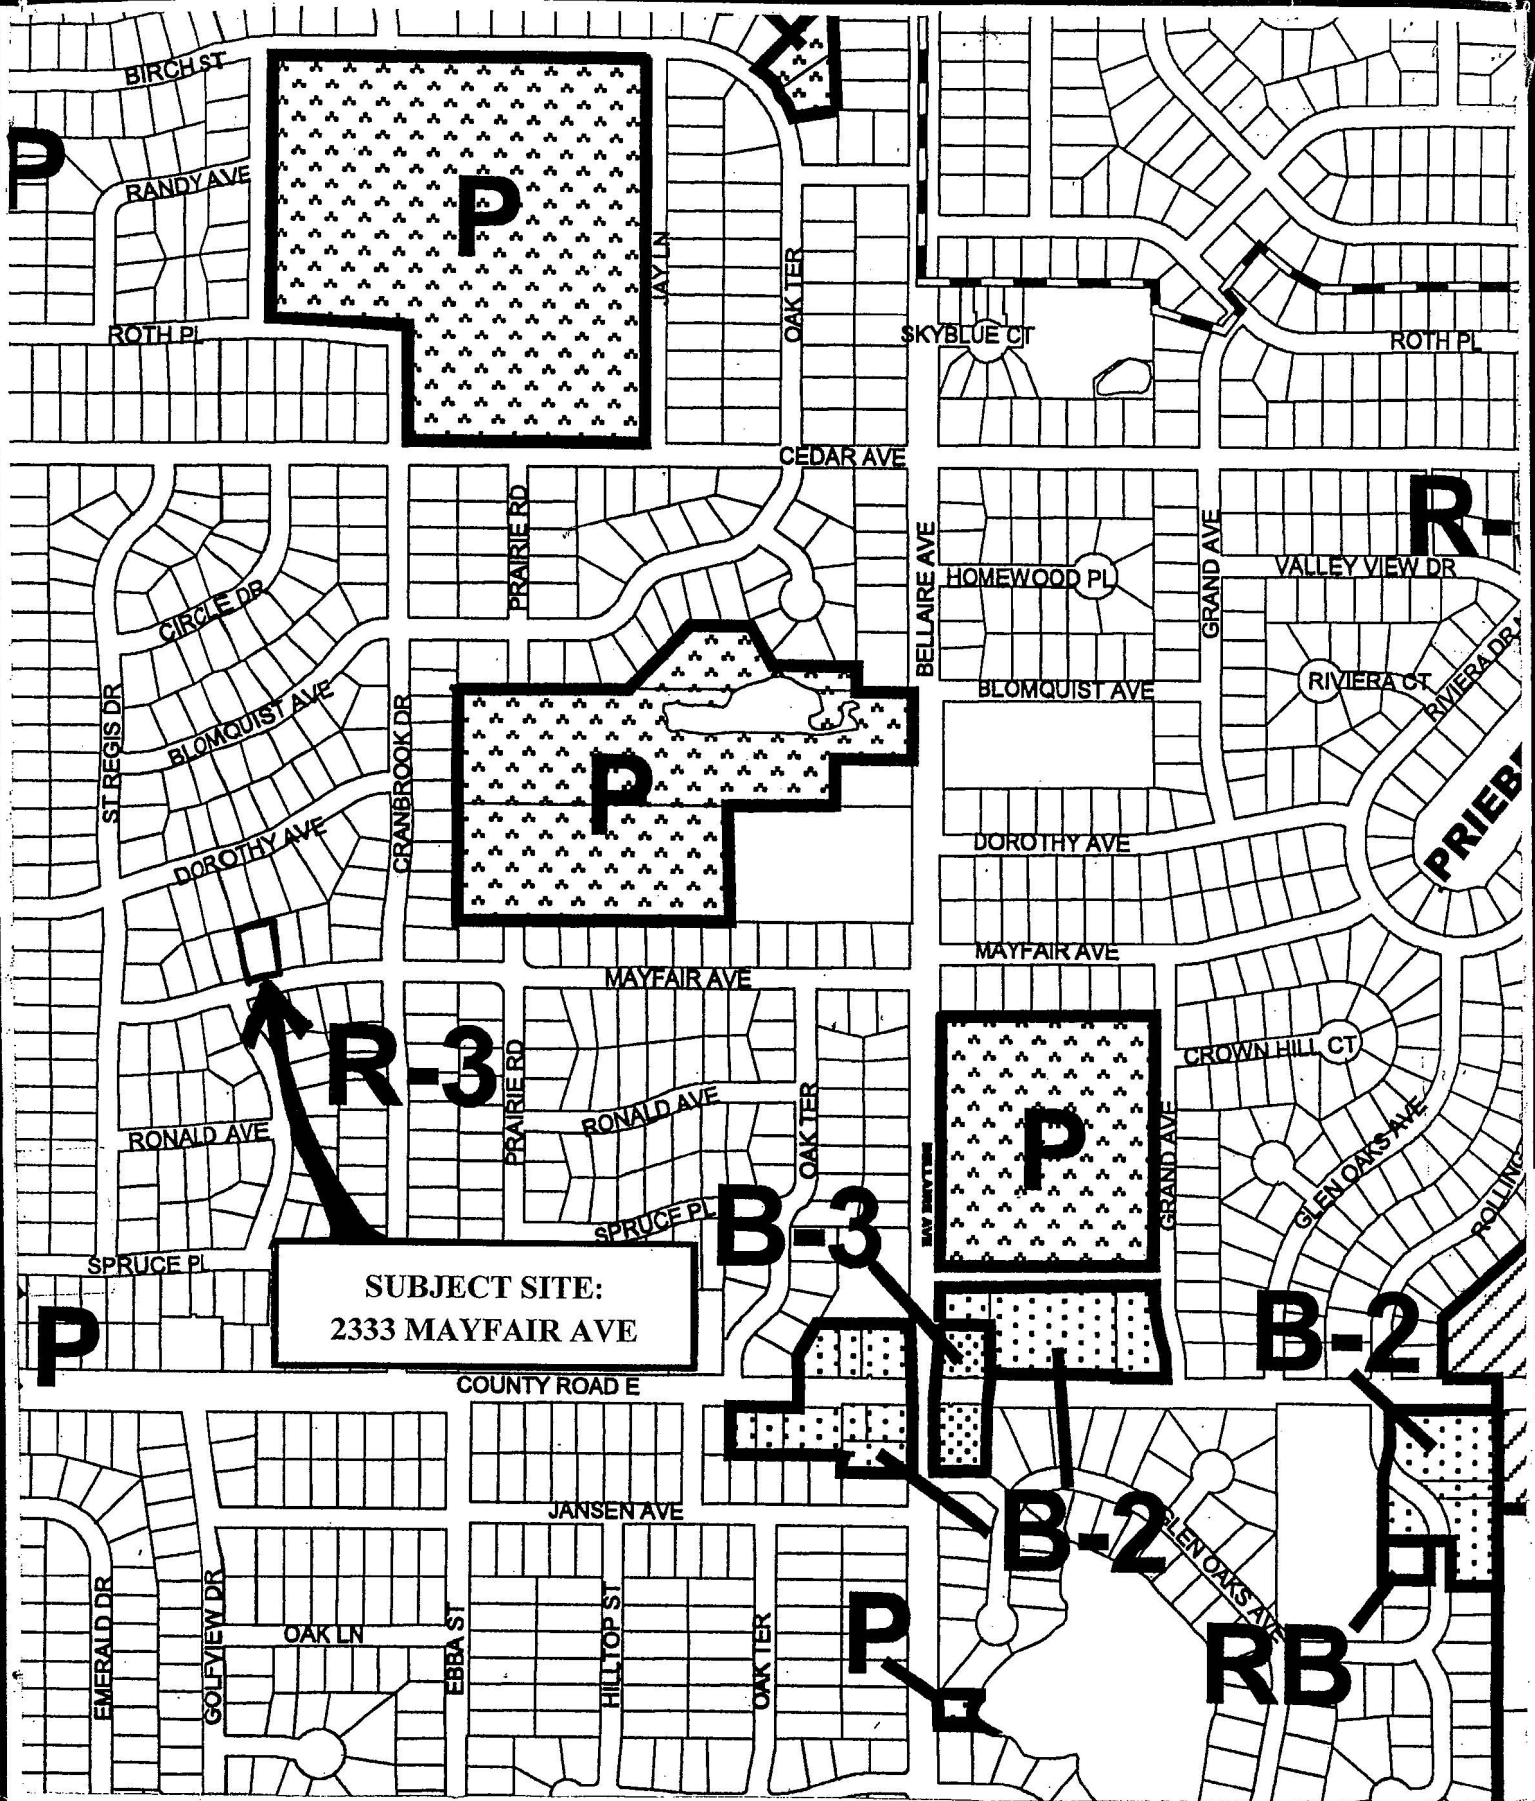 BIRCH ST
P
RANDY AVE
P
JAY LN
OAK TER
SKYBLUE CT
ROTH PL
ROTH PL
CEDAR AVE
R-
PRAIRIE RD
BELLAIRE AVE
GRAND AVE
VALLEY VIEW DR
HOMEWOOD PL
CIRCLE DR
RIVIERA CT
RIVIERA DR
BLOMQUIST AVE
BLOMQUIST AVE
ST REGIS DR
CRANBROOK DR
P
PRIEB
DOROTHY AVE
DOROTHY AVE
MAYFAIR AVE
MAYFAIR AVE
R-3
PRAIRIE RD
CROWN HILL CT
RONALD AVE
RONALD AVE
OAK TER
P
BELLAIRE AVE
GRAND AVE
GLEN OAKS AVE
ROLLING
SPRUCE PL
B-3
SPRUCE PL
SUBJECT SITE:
2333 MAYFAIR AVE
P
B-2
COUNTY ROAD E
JANSEN AVE
B-2
GLEN OAKS AVE
EMERALD DR
GOLFVIEW DR
OAK LN
EBBA ST
HILLTOP ST
OAK TER
P
RB